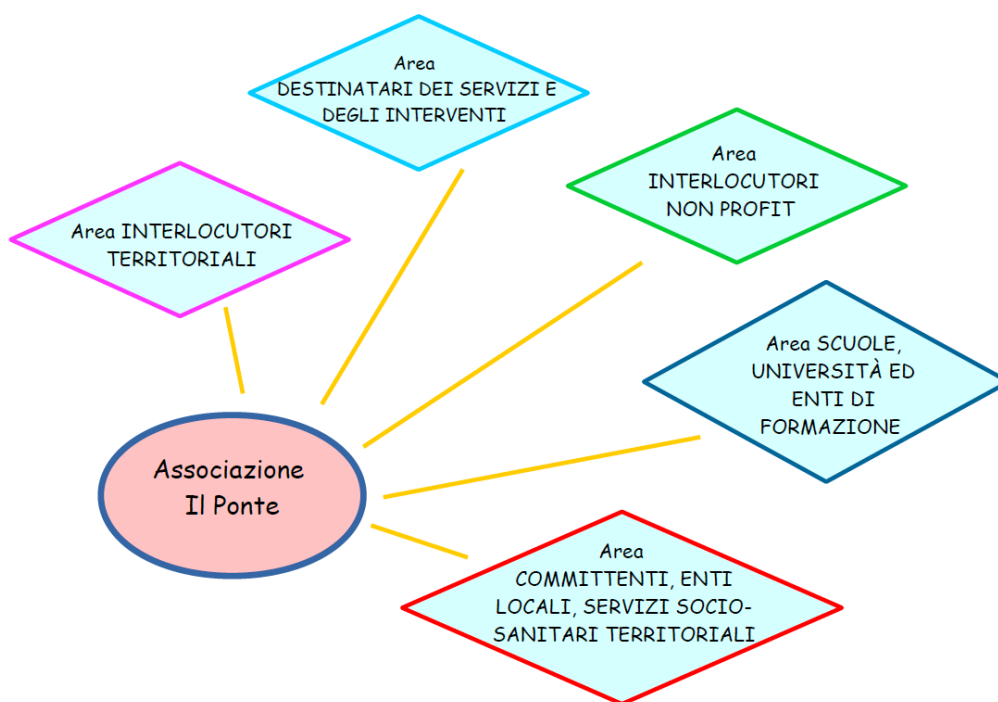 Area
DESTINATARI DEI SERVIZI E
DEGLI INTERVENTI
Area
INTERLOCUTORI
NON PROFIT
Area INTERLOCUTORI
TERRITORIALI
Area SCUOLE,
UNIVERSITÀ ED
ENTI DI
FORMAZIONE
Associazione
Il Ponte
Area
COMMITTENTI, ENTI
LOCALI, SERVIZI SOCIO-
SANITARI TERRITORIALI